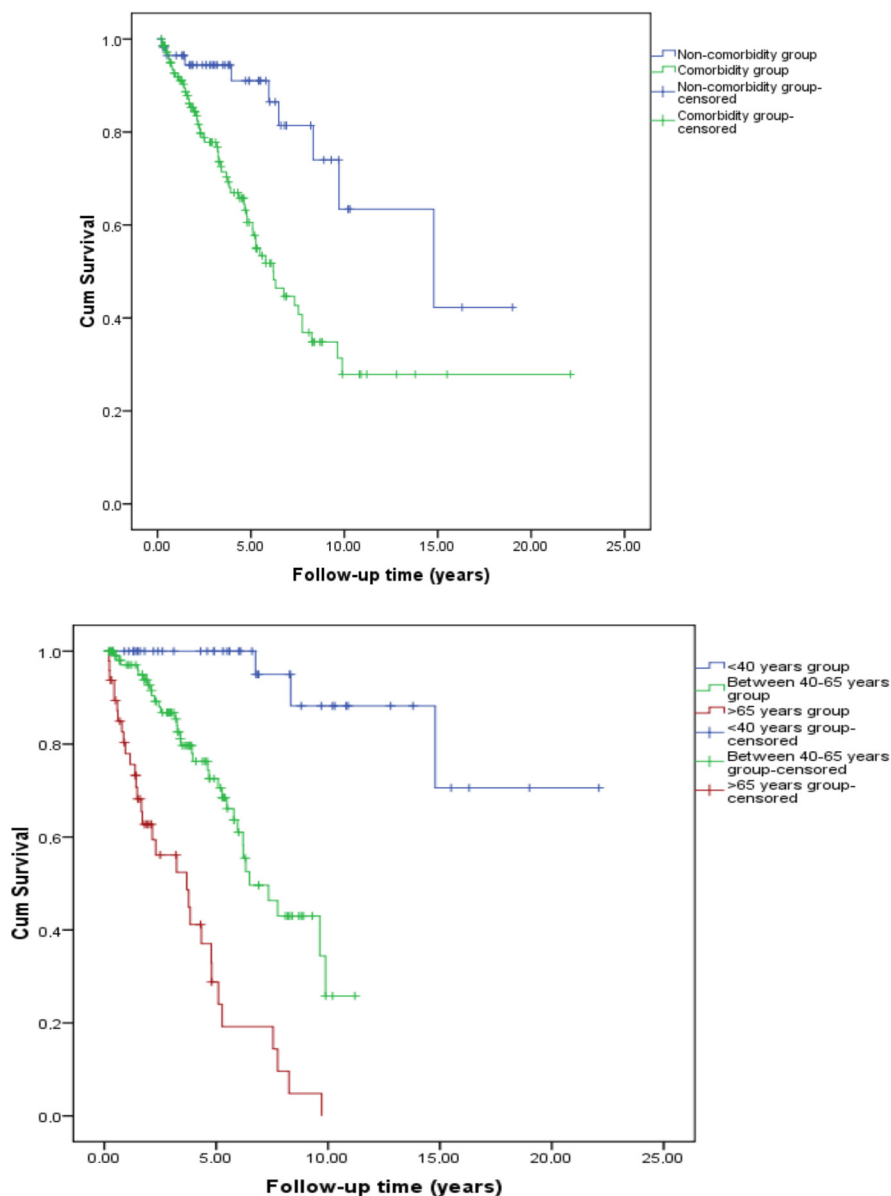 1.0
0.8
0.6
0.4
0.2
0.0
Cum Survival
0.00
5.00
10.00
15.00
20.00
25.00
Follow-up time (years)
Non-comorbidity group
Comorbidity group
Non-comorbidity group-
censored
Comorbidity group-
censored
1.0
0.8
0.6
0.4
0.2
0.0
Cum Survival
0.00
5.00
10.00
15.00
20.00
25.00
Follow-up time (years)
<40 years group
Between 40-65 years
group
>65 years group
<40 years group-
censored
Between 40-65 years
group-censored
>65 years group-
censored